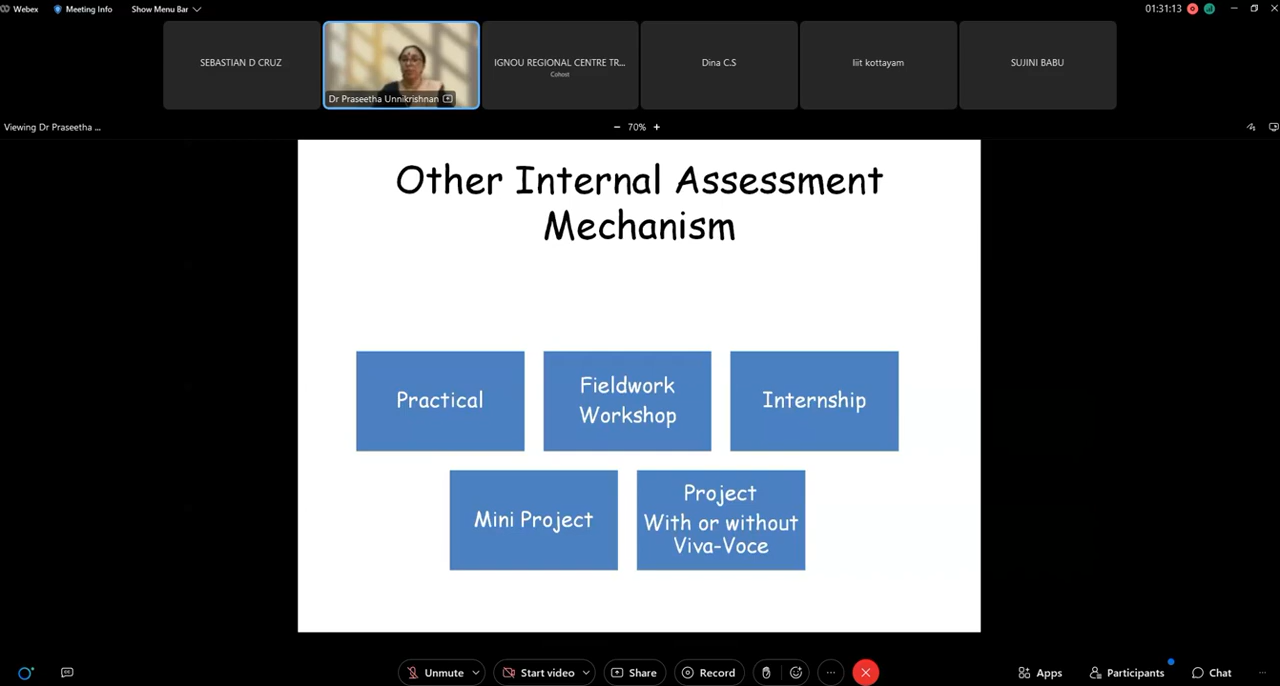 Webex
Meeting Info
Show Menu Bar
01:31:13
SEBASTIAN D CRUZ
Dr Praseetha Unnikrishnan
IGNOU REGIONAL CENTRE TR...
Cohost
Dina C.S
liit kottayam
SUJINI BABU
Viewing Dr Praseetha ...
− 70% +
Other Internal Assessment
Mechanism
Practical
Fieldwork
Workshop
Internship
Mini Project
Project
With or without
Viva-Voce
Unmute
Start video
Share
Record
Apps
Participants
Chat